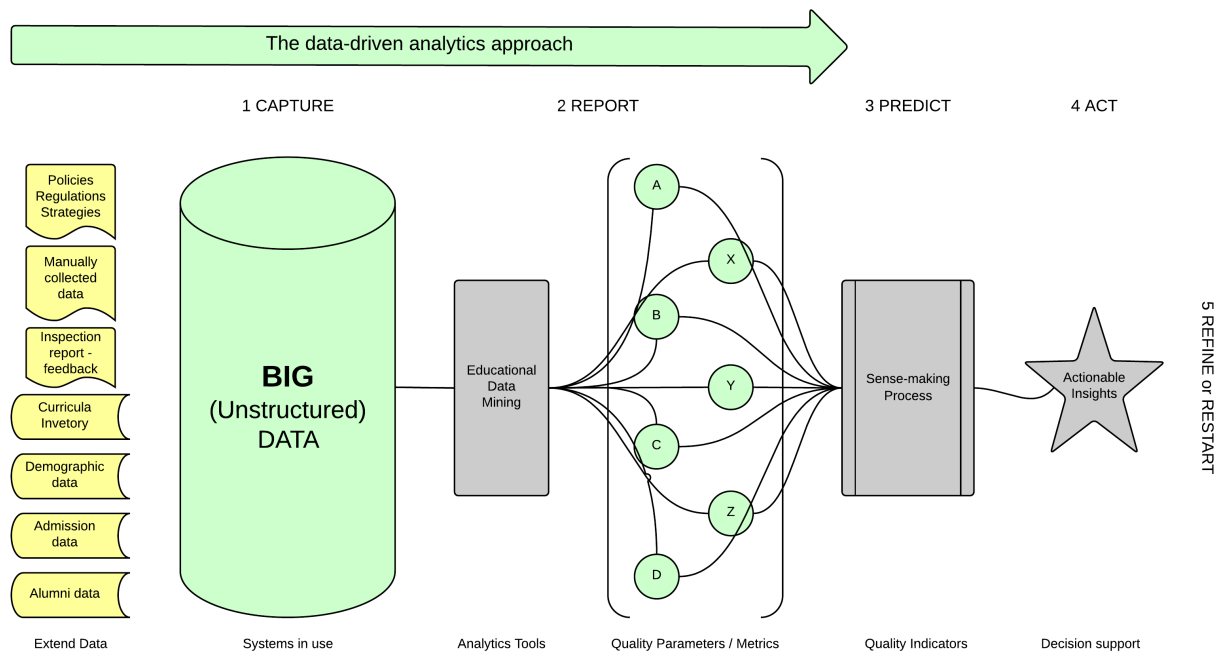 The data-driven analytics approach
1 CAPTURE
2 REPORT
3 PREDICT
4 ACT
Policies
Regulations
Strategies
Manually
collected
data
Inspection
report -
feedback
Curricula
Invetory
Demographic
data
Admission
data
Alumni data
BIG
(Unstructured)
DATA
Educational
Data
Mining
A
X
B
Y
C
Z
D
Sense-making
Process
Actionable
Insights
5 REFINE or RESTART
Extend Data
Systems in use
Analytics Tools
Quality Parameters / Metrics
Quality Indicators
Decision support